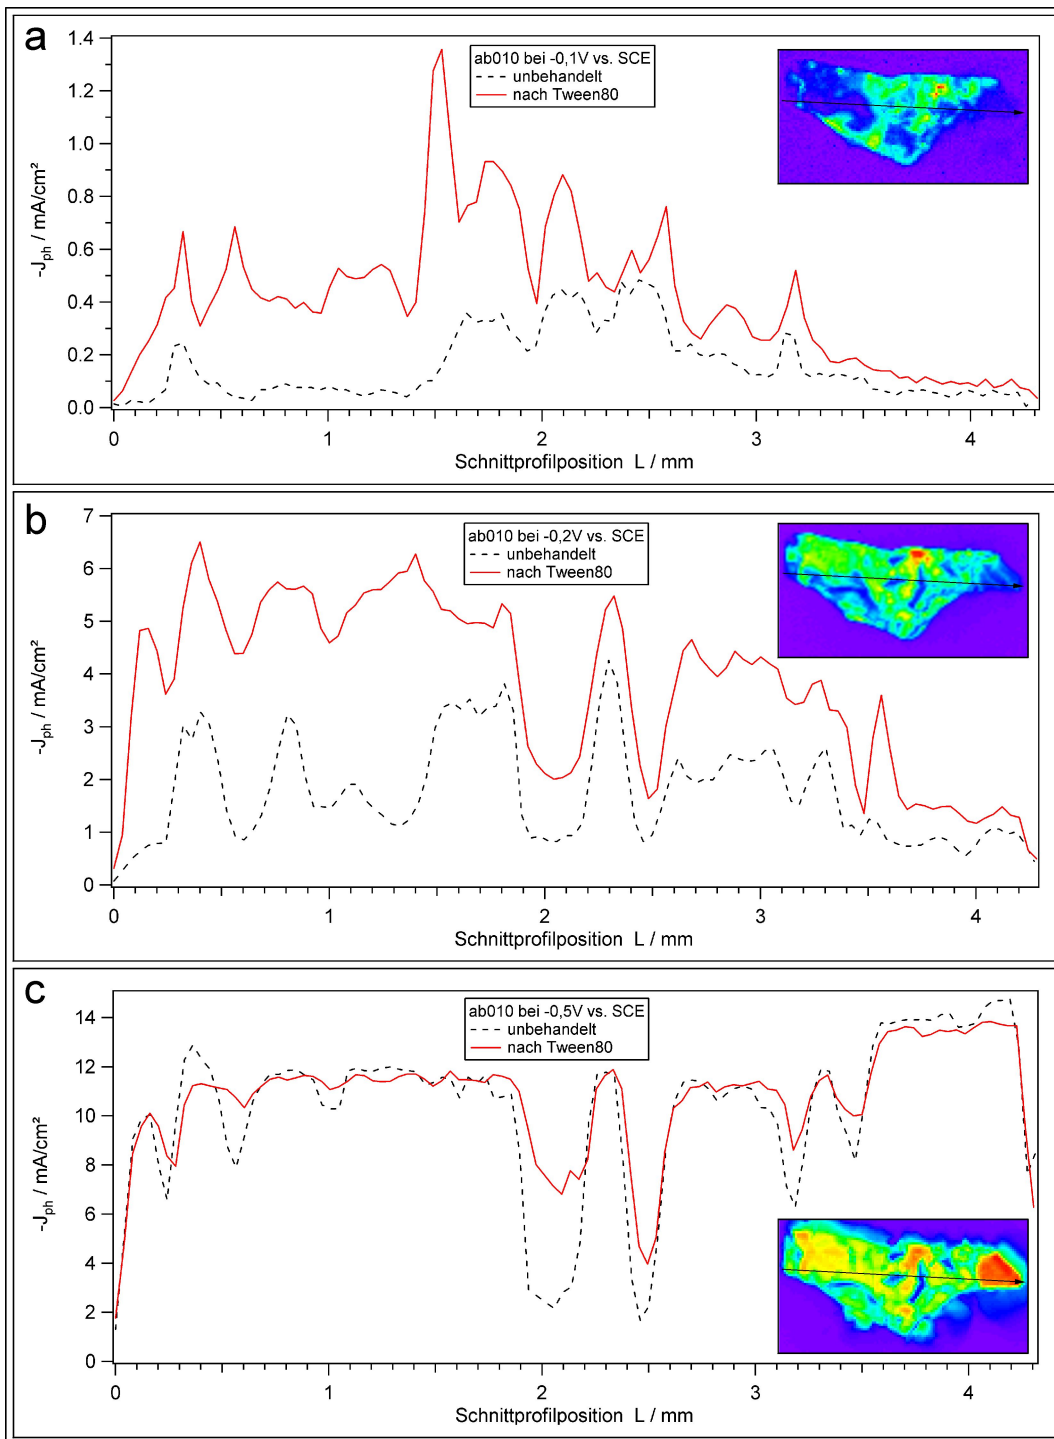 a
ab010 bei -0,1V vs. SCE
unbehandelt
nach Tween80
1.4
1.2
1.0
0.8
0.6
0.4
0.2
0.0
-Jph / mA/cm²
0 1 2 3 4
Schnittprofilposition L / mm
b
ab010 bei -0,2V vs. SCE
unbehandelt
nach Tween80
7
6
5
4
3
2
1
0
-Jph / mA/cm²
0 1 2 3 4
Schnittprofilposition L / mm
c
ab010 bei -0,5V vs. SCE
unbehandelt
nach Tween80
14
12
10
8
6
4
2
0
-Jph / mA/cm²
0 1 2 3 4
Schnittprofilposition L / mm